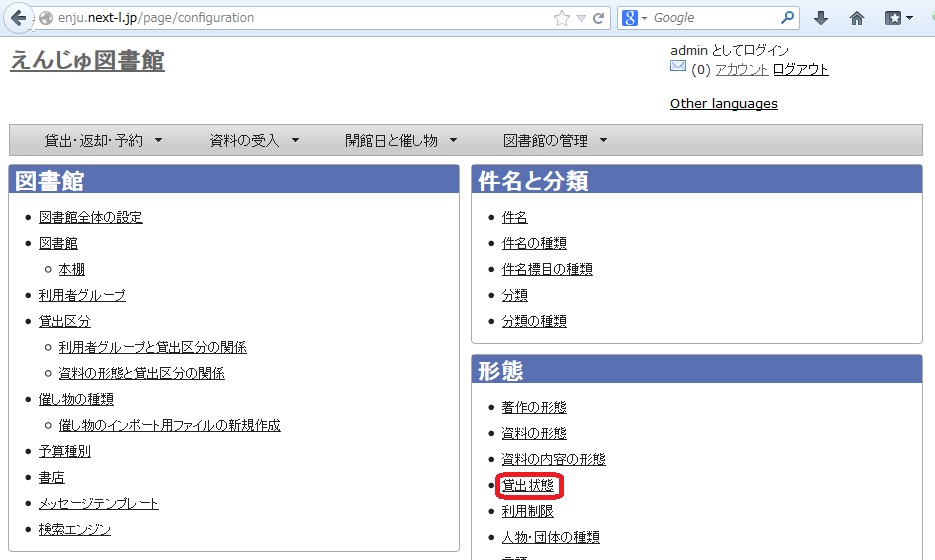 enju.next-l.jp/page/configuration
Google
えんじゅ図書館
admin としてログイン
(0) アカウント ログアウト
Other languages
貸出・返却・予約 資料の受入 開館日と催し物 図書館の管理
図書館
図書館全体の設定
図書館
本棚
利用者グループ
貸出区分
利用者グループと貸出区分の関係
資料の形態と貸出区分の関係
催し物の種類
催し物のインポート用ファイルの新規作成
予算種別
書店
メッセージテンプレート
検索エンジン
件名と分類
件名
件名の種類
件名標目の種類
分類
分類の種類
形態
著作の形態
資料の形態
資料の内容の形態
貸出状態
利用制限
人物・団体の種類